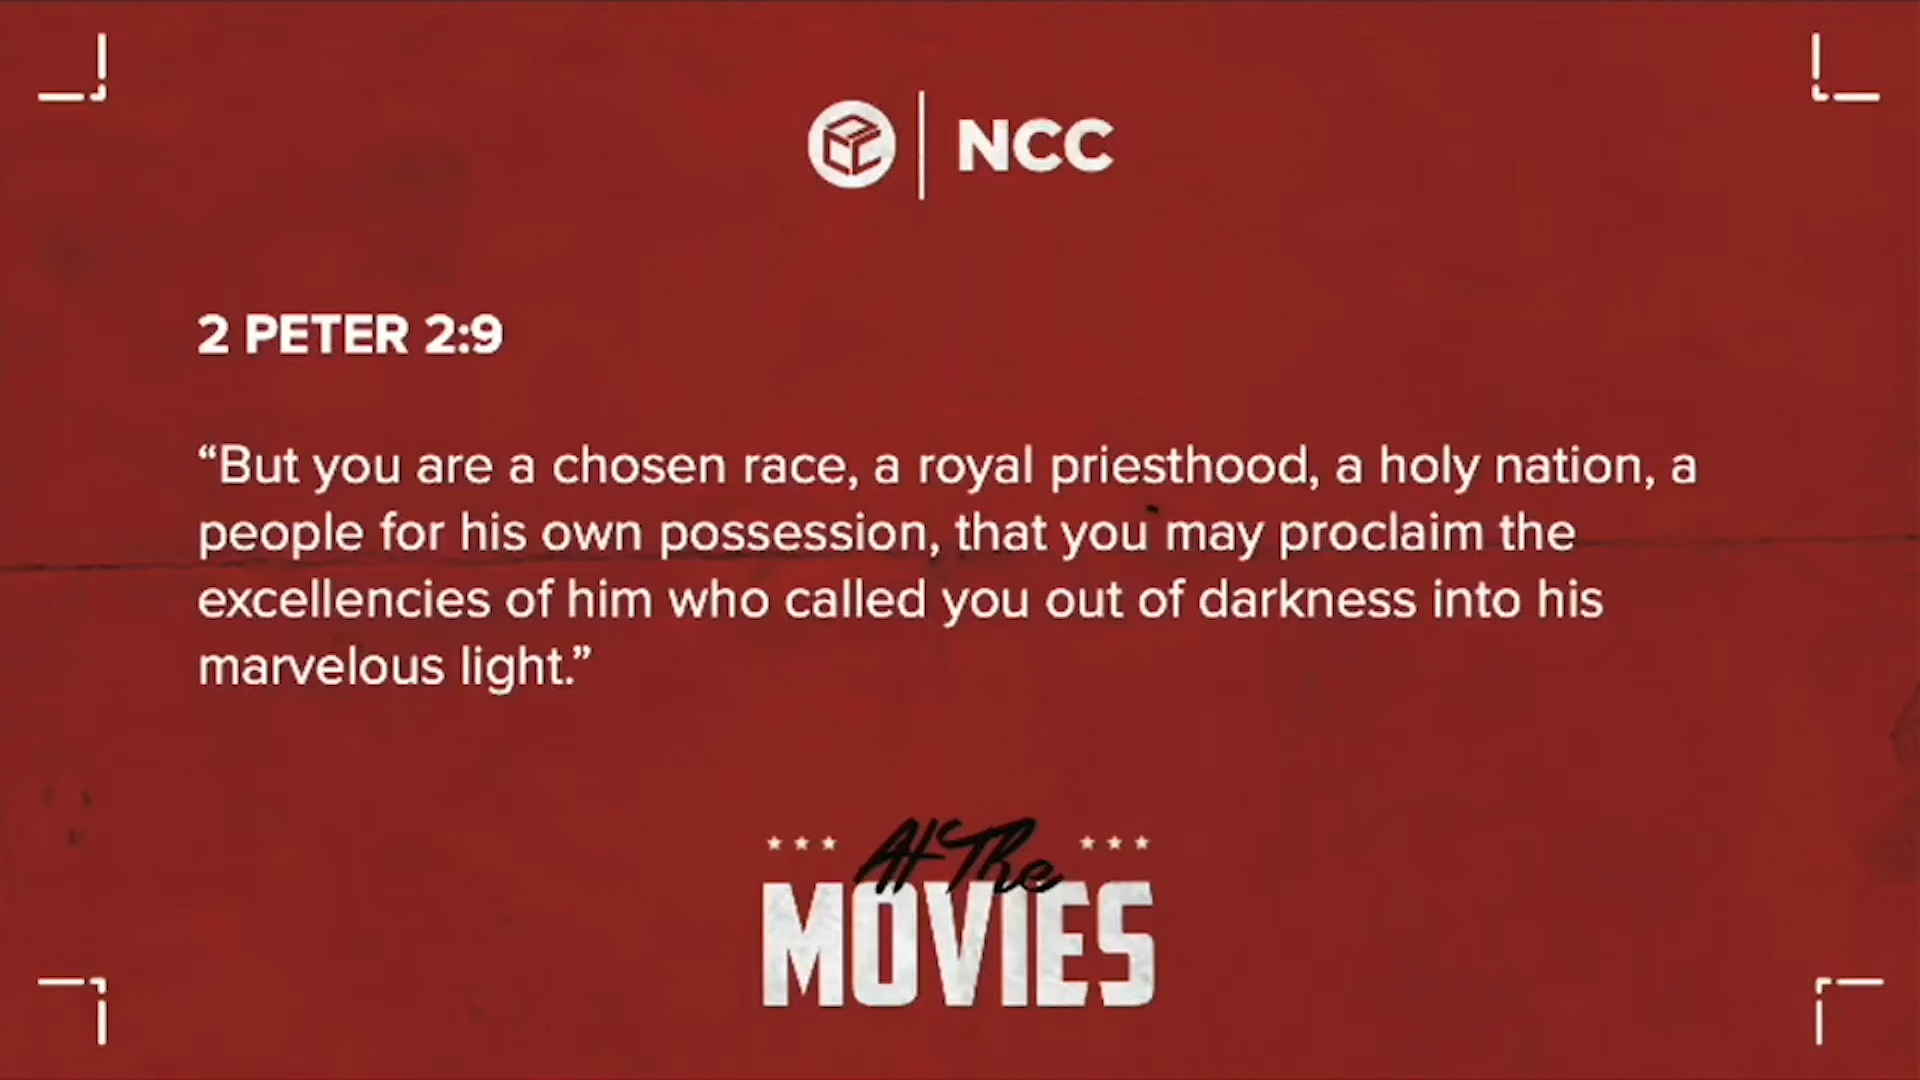 NCC
2 PETER 2:9
“But you are a chosen race, a royal priesthood, a holy nation, a
people for his own possession, that you may proclaim the
excellencies of him who called you out of darkness into his
marvelous light.”
At The
MOVIES